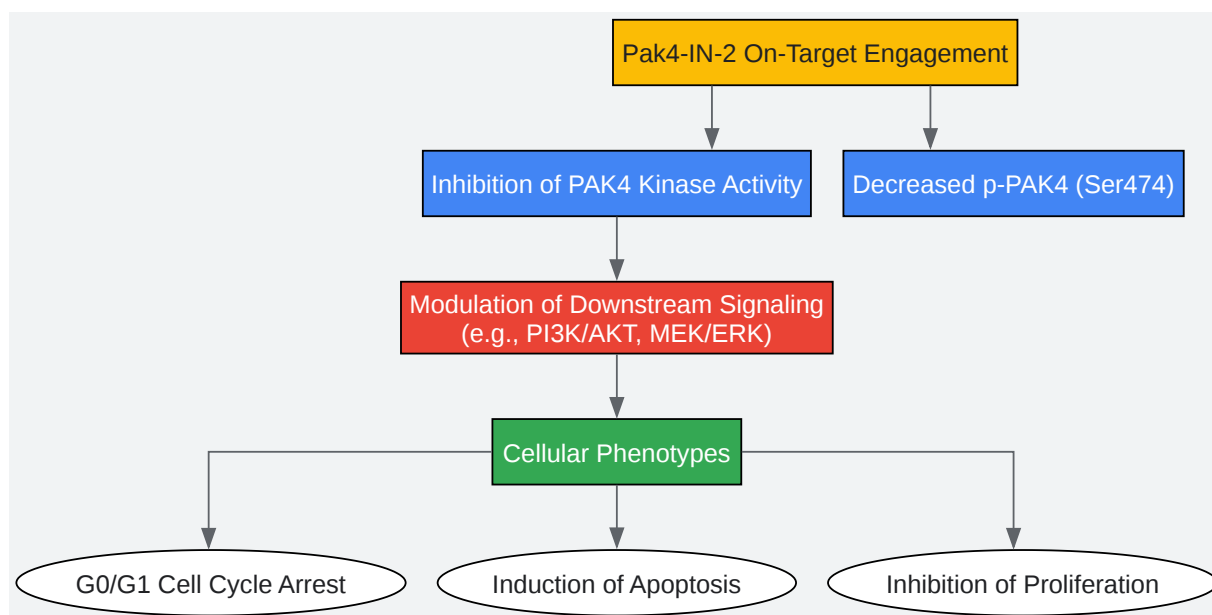 Pak4-IN-2 On-Target Engagement
Inhibition of PAK4 Kinase Activity
Decreased p-PAK4 (Ser474)
Modulation of Downstream Signaling
(e.g., PI3K/AKT, MEK/ERK)
Cellular Phenotypes
G0/G1 Cell Cycle Arrest
Induction of Apoptosis
Inhibition of Proliferation